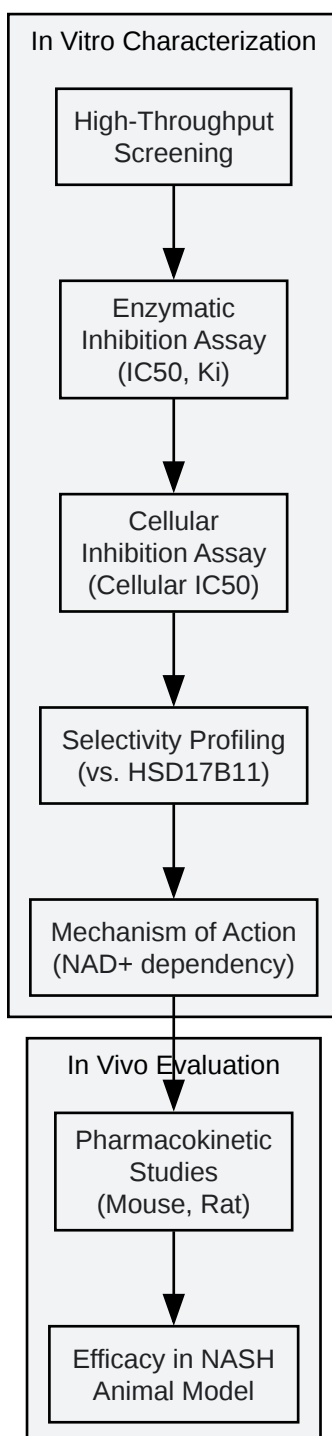 In Vitro Characterization
High-Throughput
Screening
Enzymatic
Inhibition Assay
(IC50, Ki)
Cellular
Inhibition Assay
(Cellular IC50)
Selectivity Profiling
(vs. HSD17B11)
Mechanism of Action
(NAD+ dependency)
In Vivo Evaluation
Pharmacokinetic
Studies
(Mouse, Rat)
Efficacy in NASH
Animal Model